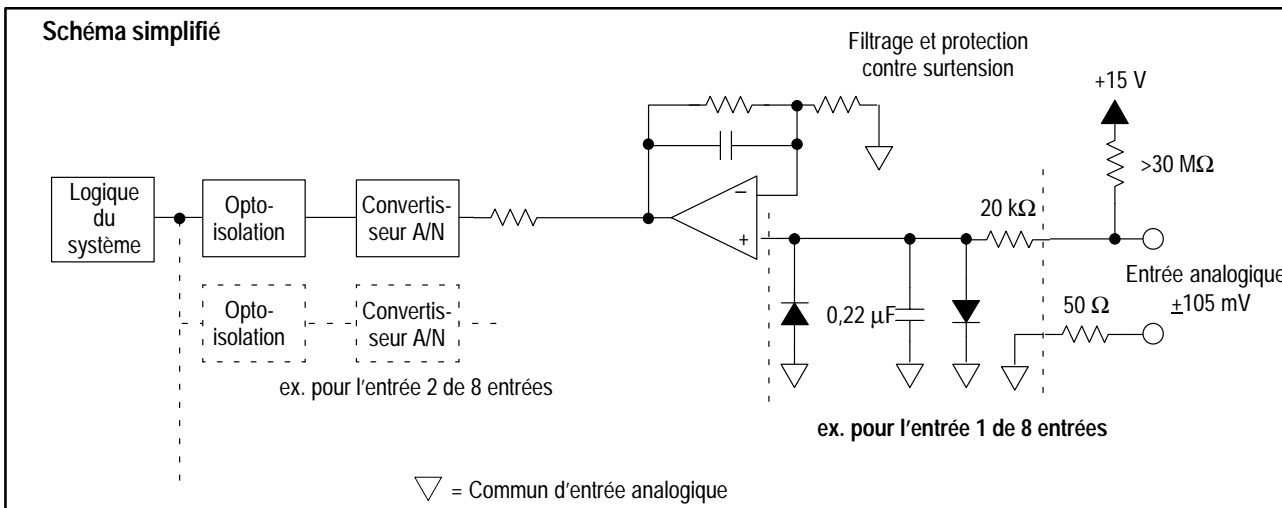 Schéma simplifié
Filtrage et protection
contre surtension
+15 V
>30 MΩ
Logique
du
système
Opto-
isolation
Convertis-
seur A/N
−
+
20 kΩ
Entrée analogique
±105 mV
50 Ω
0,22 µF
Opto-
isolation
Convertis-
seur A/N
ex. pour l'entrée 2 de 8 entrées
ex. pour l'entrée 1 de 8 entrées
= Commun d'entrée analogique